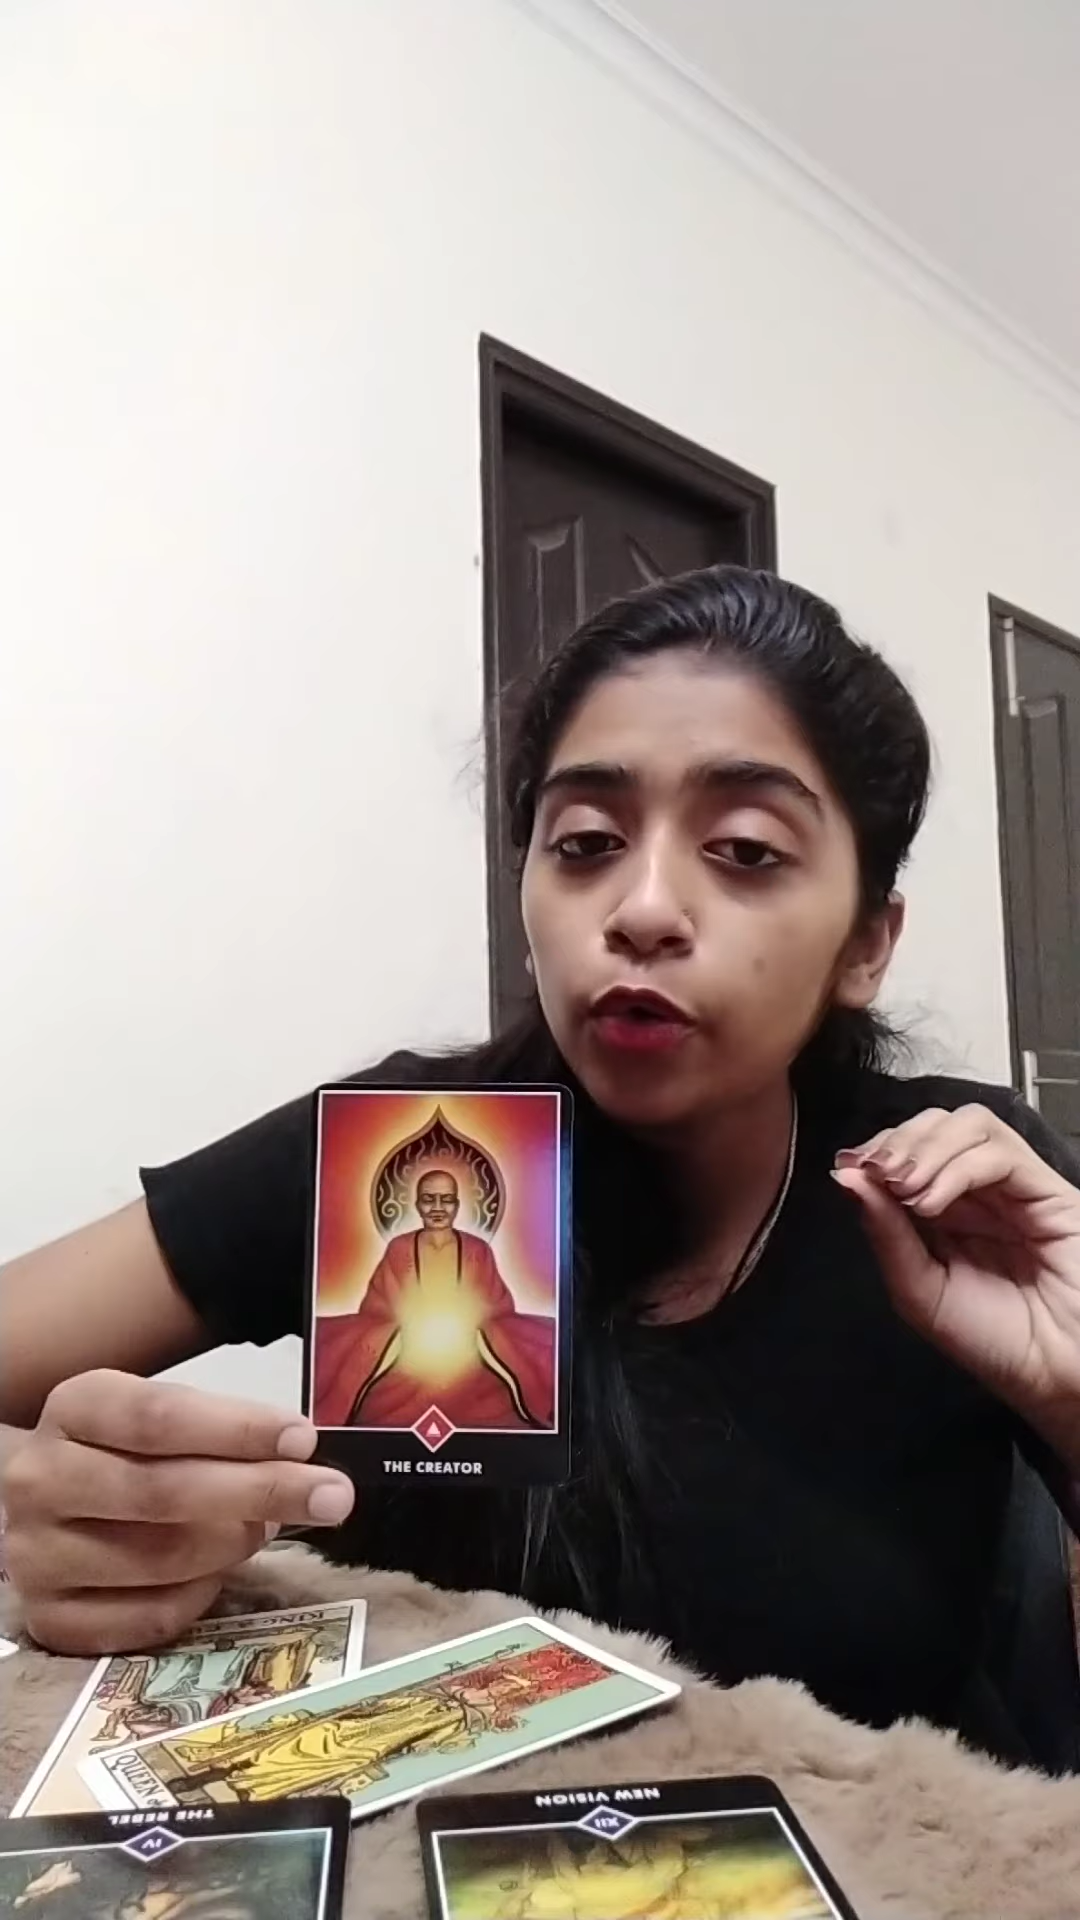 THE CREATOR
KING
QUEEN
THE REBEL
IV
NEW VISION
XII